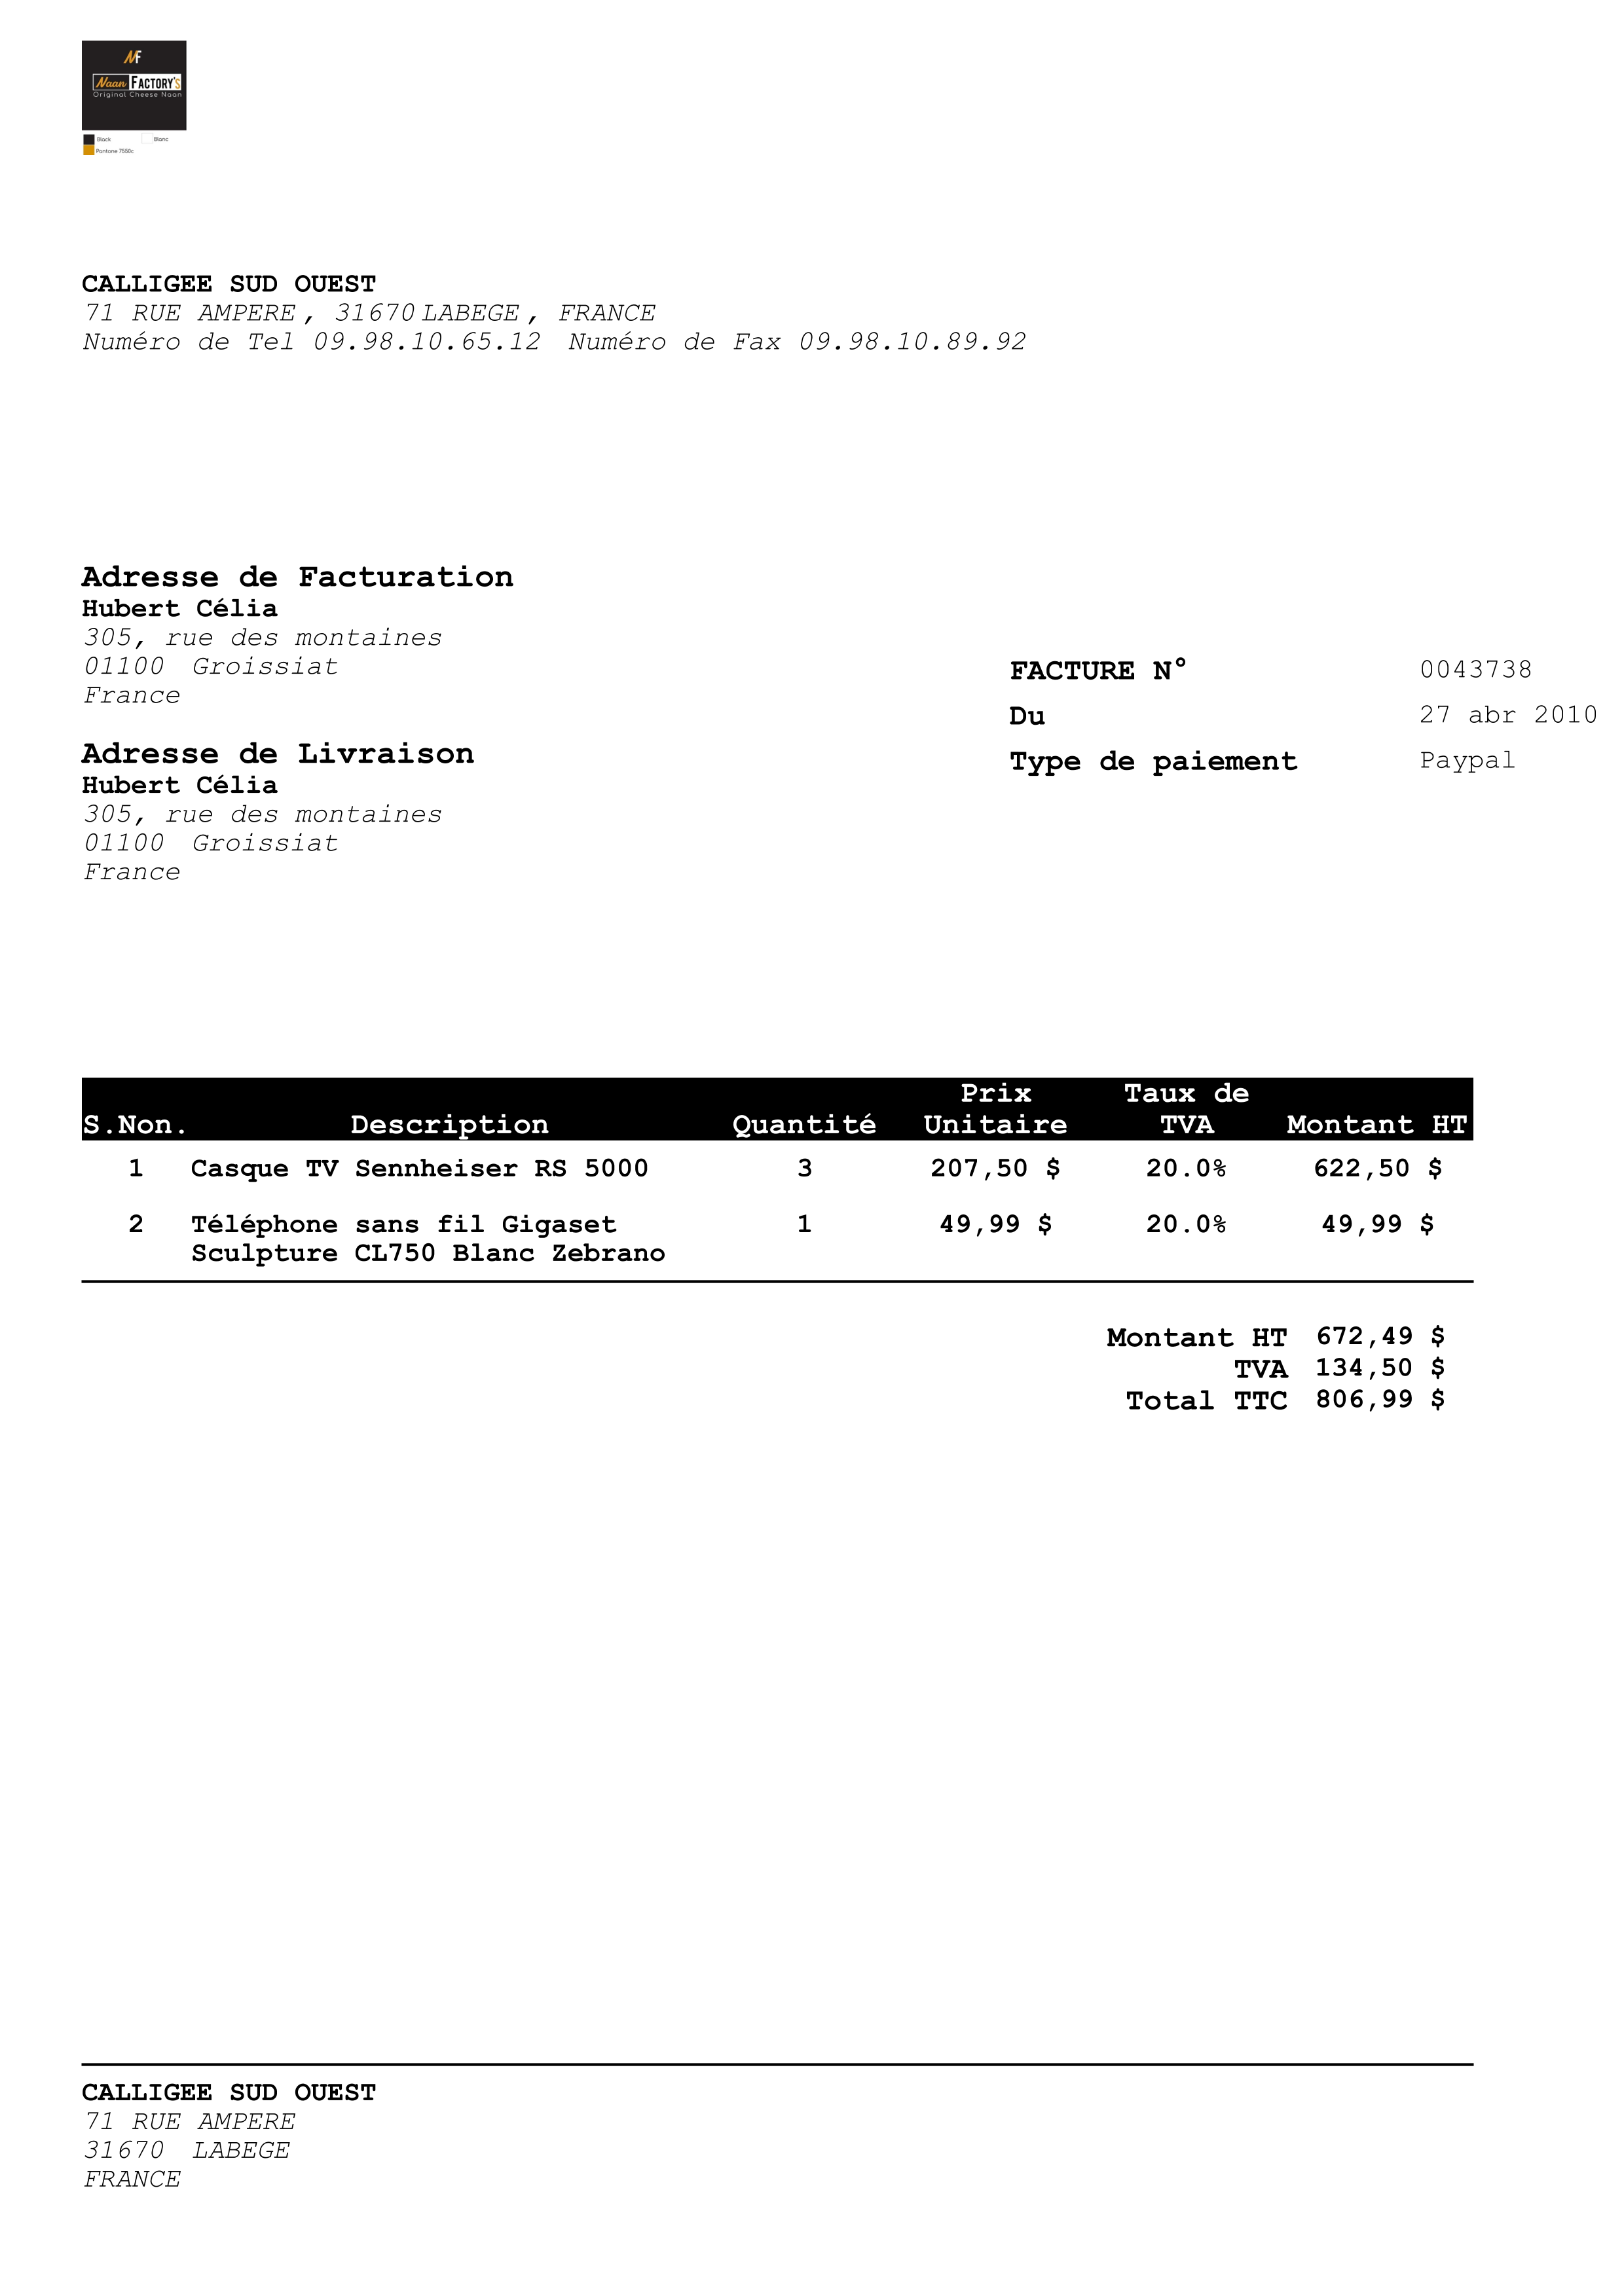 MF
Naan FACTORY'S
Original Cheese Naan
Black Blanc
Pantone 7550c
CALLIGEE SUD OUEST
71 RUE AMPERE , 31670 LABEGE , FRANCE
Numéro de Tel 09.98.10.65.12 Numéro de Fax 09.98.10.89.92
Adresse de Facturation
Hubert Célia
305, rue des montaines
01100 Groissiat
France
FACTURE N° 0043738
Du 27 abr 2010
Type de paiement Paypal
Adresse de Livraison
Hubert Célia
305, rue des montaines
01100 Groissiat
France
S.Non. Description Quantité Prix Unitaire Taux de TVA Montant HT
1 Casque TV Sennheiser RS 5000 3 207,50 $ 20.0% 622,50 $
2 Téléphone sans fil Gigaset 1 49,99 $ 20.0% 49,99 $
Sculpture CL750 Blanc Zebrano
Montant HT 672,49 $
TVA 134,50 $
Total TTC 806,99 $
CALLIGEE SUD OUEST
71 RUE AMPERE
31670 LABEGE
FRANCE